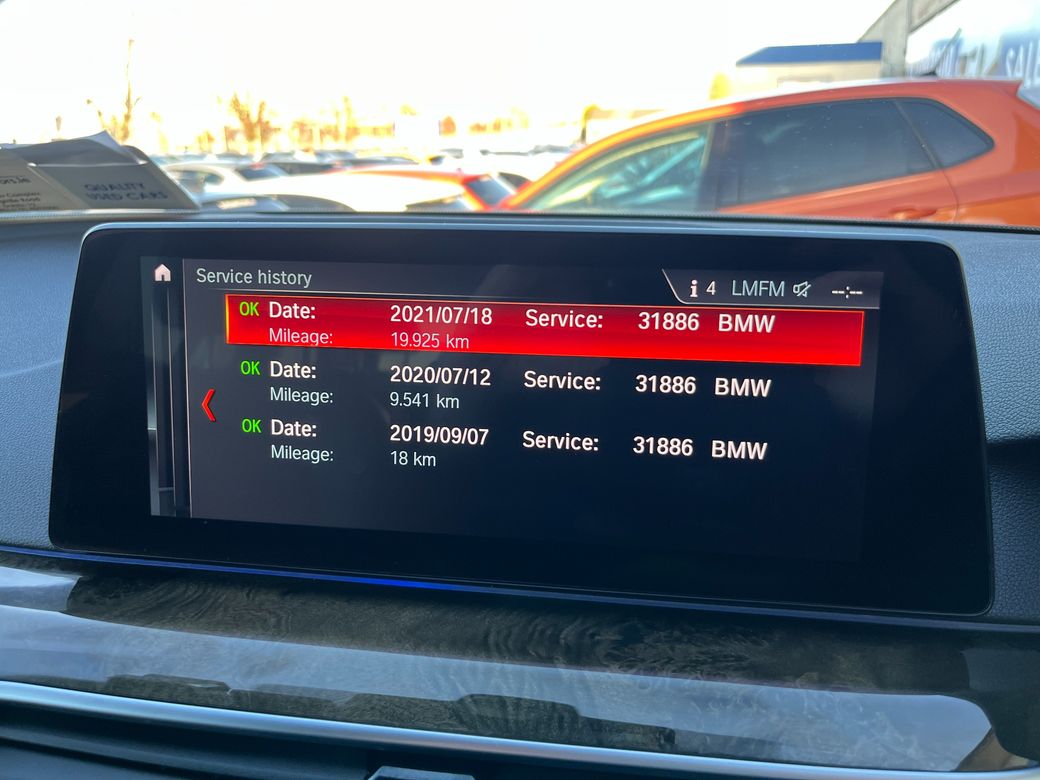 SALE
QUALITY
USED CARS
Service history
i 4 LMFM --:--
OK Date: 2021/07/18 Service: 31886 BMW
Mileage: 19.925 km
OK Date: 2020/07/12 Service: 31886 BMW
Mileage: 9.541 km
OK Date: 2019/09/07 Service: 31886 BMW
Mileage: 18 km